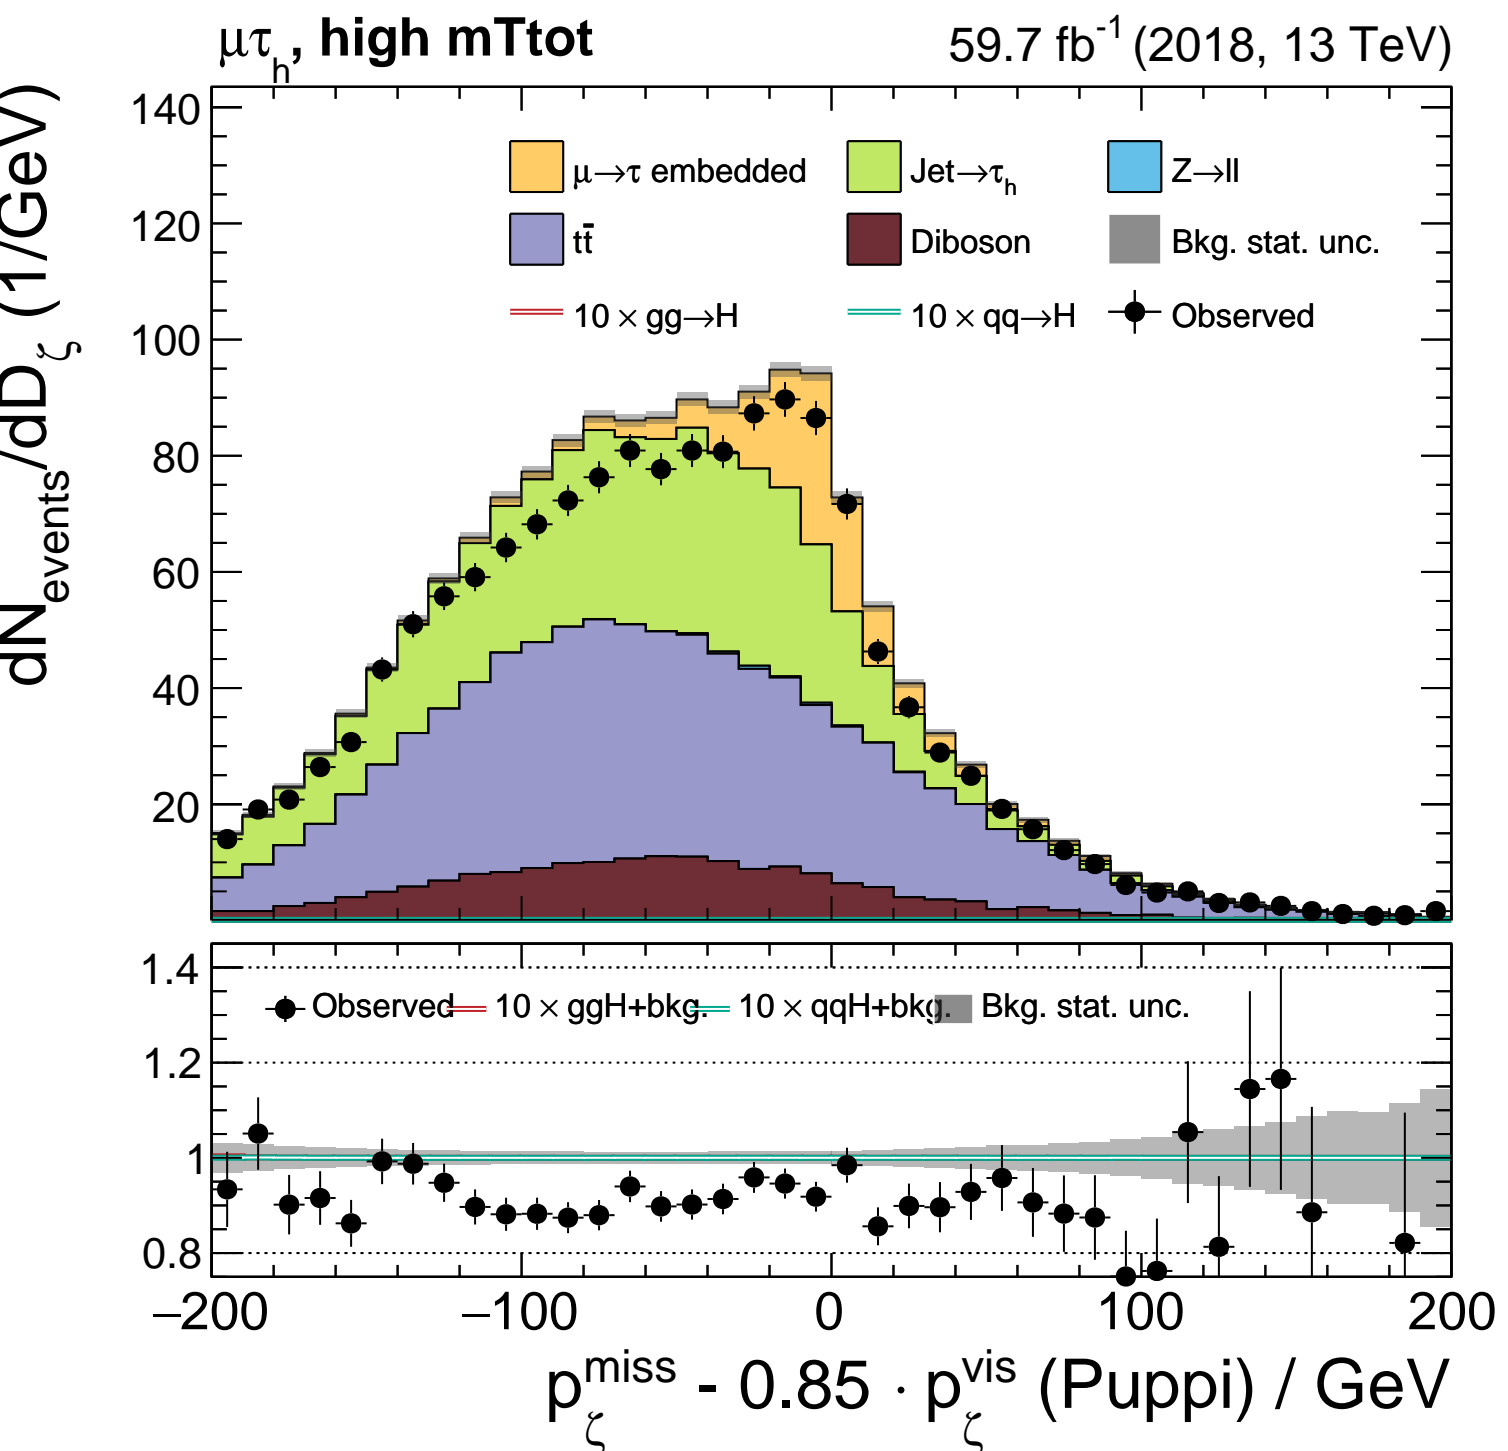 μτh, high mTtot 59.7 fb⁻¹ (2018, 13 TeV)
dNevents/dDζ (1/GeV)
140
120
100
80
60
40
20
μ→τ embedded Jet→τh Z→ll
tt̄ Diboson Bkg. stat. unc.
10 × gg→H 10 × qq→H Observed
1.4
1.2
1
0.8
Observed 10 × ggH+bkg. 10 × qqH+bkg. Bkg. stat. unc.
−200 −100 0 100 200
pζmiss - 0.85 · pζvis (Puppi) / GeV